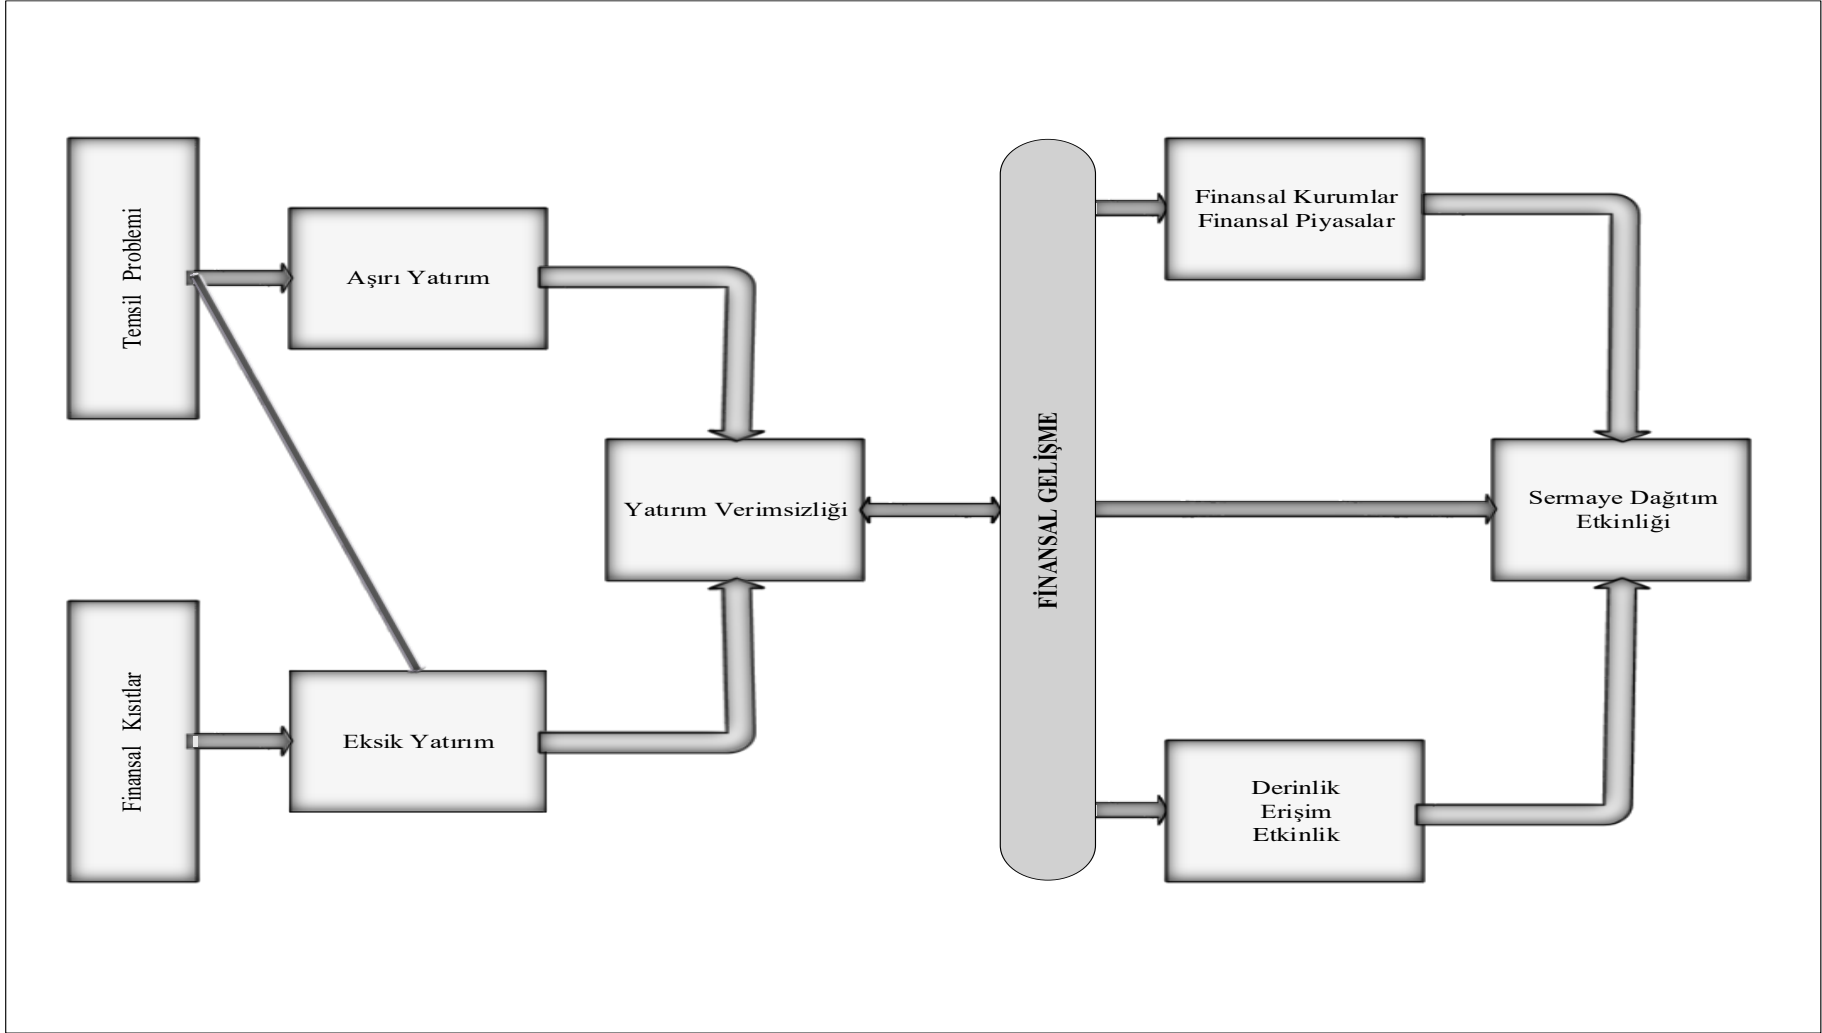 Temsil Problemi
Aşırı Yatırım
Finansal Kısıtlar
Eksik Yatırım
Yatırım Verimsizliği
FİNANSAL GELİŞME
Finansal Kurumlar
Finansal Piyasalar
Sermaye Dağıtım
Etkinliği
Derinlik
Erişim
Etkinlik